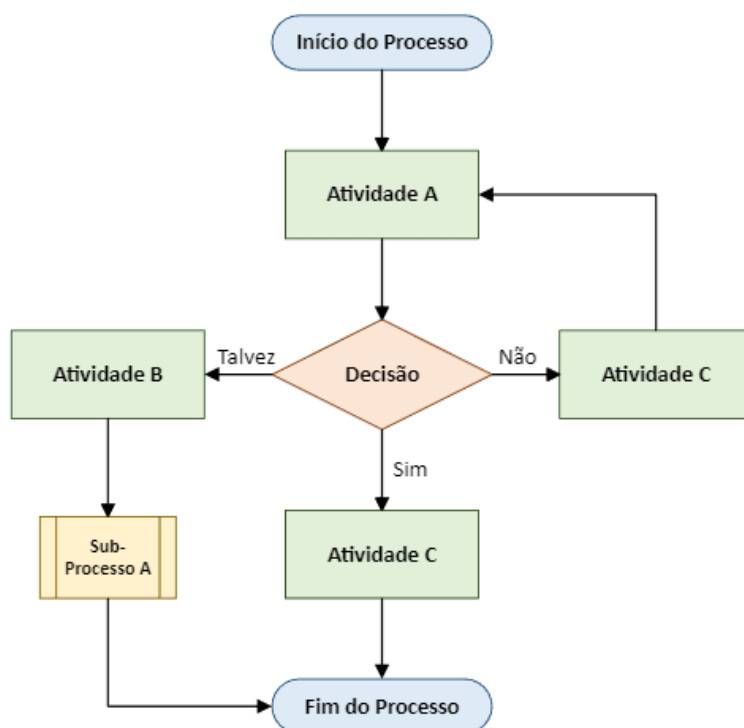 Início do Processo
Atividade A
Atividade B
Talvez
Decisão
Não
Atividade C
Sim
Sub-
Processo A
Atividade C
Fim do Processo